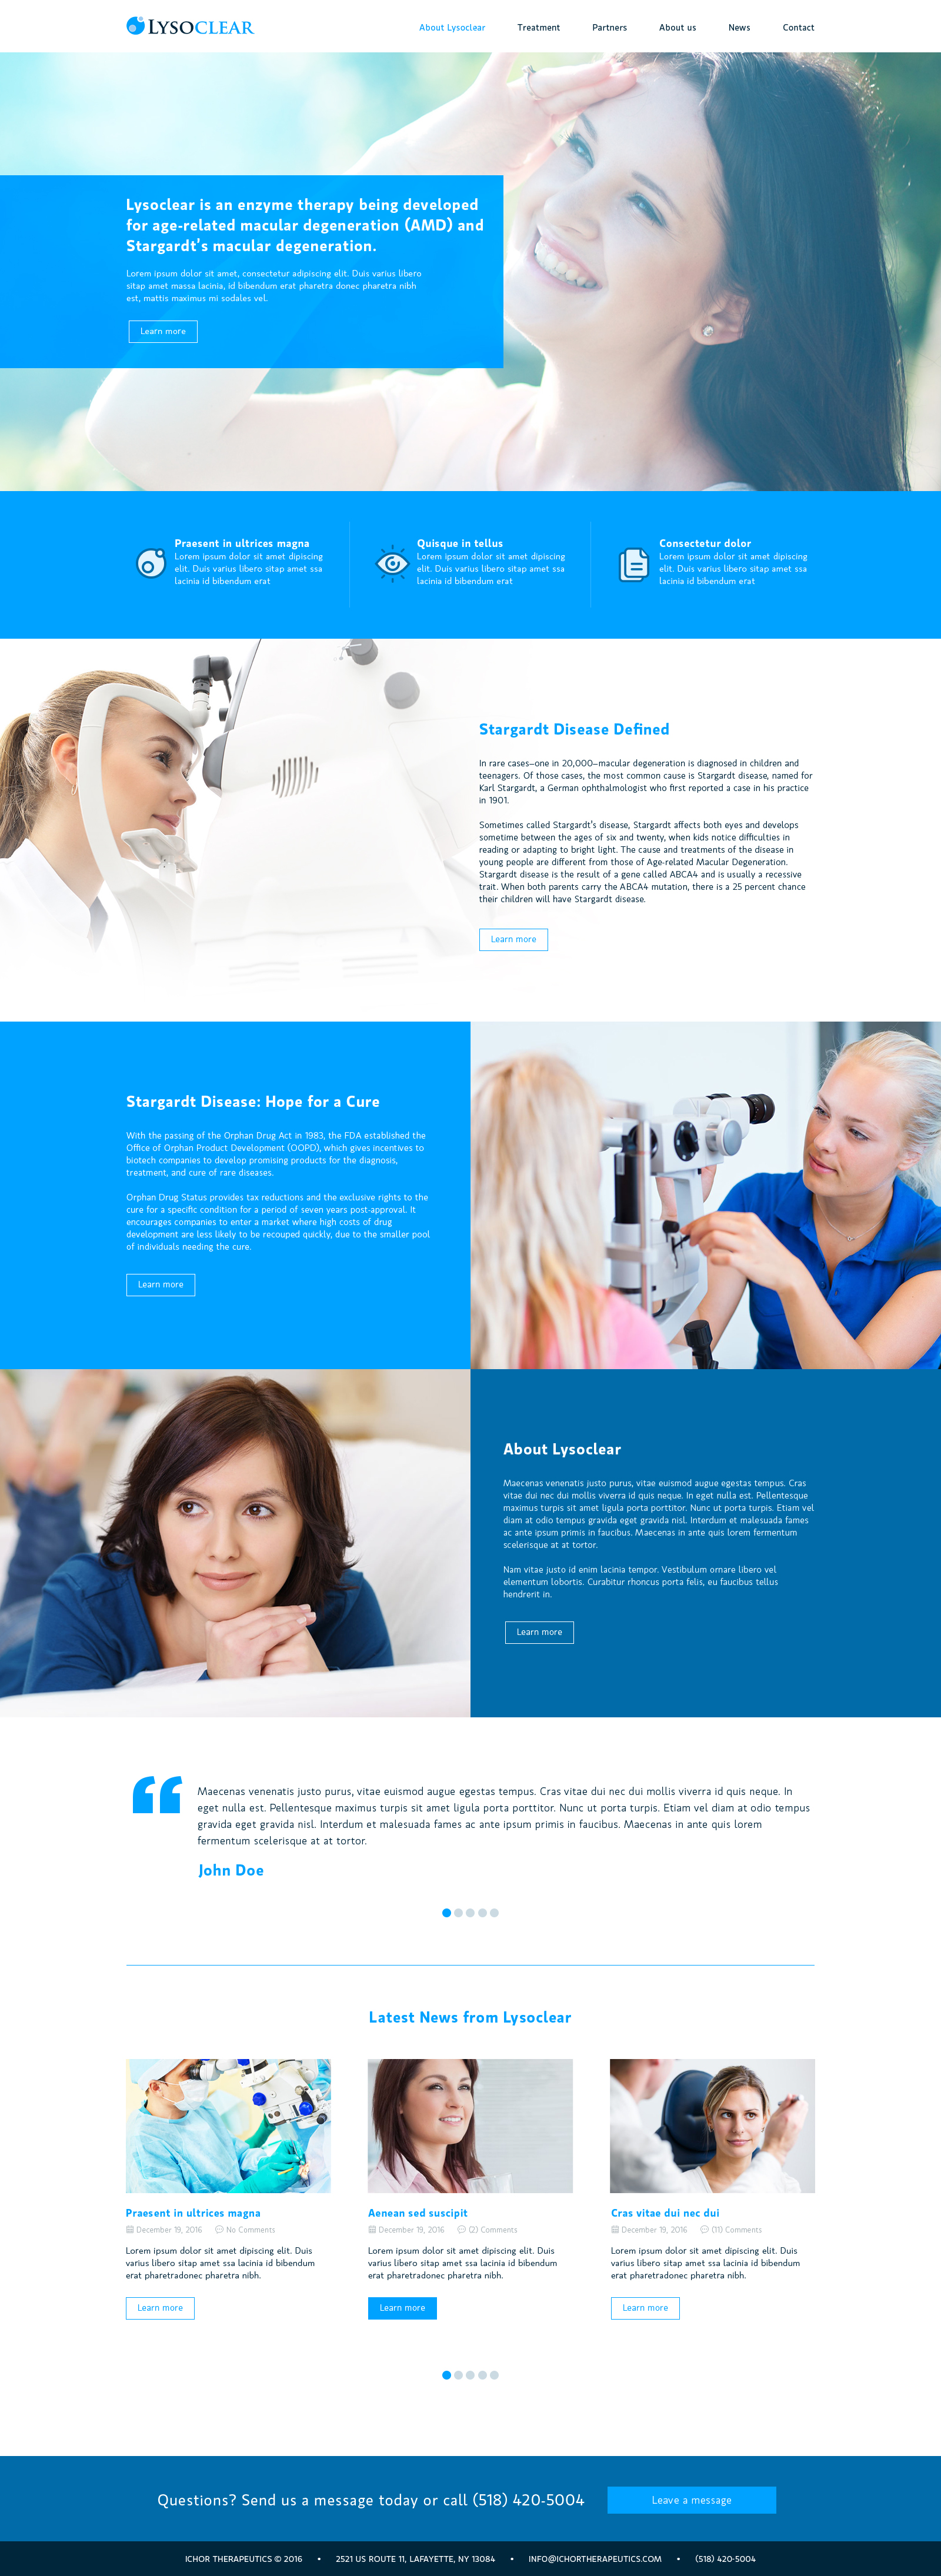 LYSOCLEAR
About Lysoclear
Treatment
Partners
About us
News
Contact
Lysoclear is an enzyme therapy being developed
for age-related macular degeneration (AMD) and
Stargardt's macular degeneration.
Lorem ipsum dolor sit amet, consectetur adipiscing elit. Duis varius libero
sitap amet massa lacinia, id bibendum erat pharetra donec pharetra nibh
est, mattis maximus mi sodales vel.
Learn more
Praesent in ultrices magna
Lorem ipsum dolor sit amet dipiscing
elit. Duis varius libero sitap amet ssa
lacinia id bibendum erat
Quisque in tellus
Lorem ipsum dolor sit amet dipiscing
elit. Duis varius libero sitap amet ssa
lacinia id bibendum erat
Consectetur dolor
Lorem ipsum dolor sit amet dipiscing
elit. Duis varius libero sitap amet ssa
lacinia id bibendum erat
Stargardt Disease Defined
In rare cases–one in 20,000–macular degeneration is diagnosed in children and
teenagers. Of those cases, the most common cause is Stargardt disease, named for
Karl Stargardt, a German ophthalmologist who first reported a case in his practice
in 1901.
Sometimes called Stargardt's disease, Stargardt affects both eyes and develops
sometime between the ages of six and twenty, when kids notice difficulties in
reading or adapting to bright light. The cause and treatments of the disease in
young people are different from those of Age-related Macular Degeneration.
Stargardt disease is the result of a gene called ABCA4 and is usually a recessive
trait. When both parents carry the ABCA4 mutation, there is a 25 percent chance
their children will have Stargardt disease.
Learn more
Stargardt Disease: Hope for a Cure
With the passing of the Orphan Drug Act in 1983, the FDA established the
Office of Orphan Product Development (OOPD), which gives incentives to
biotech companies to develop promising products for the diagnosis,
treatment, and cure of rare diseases.
Orphan Drug Status provides tax reductions and the exclusive rights to the
cure for a specific condition for a period of seven years post-approval. It
encourages companies to enter a market where high costs of drug
development are less likely to be recouped quickly, due to the smaller pool
of individuals needing the cure.
Learn more
About Lysoclear
Maecenas venenatis justo purus, vitae euismod augue egestas tempus. Cras
vitae dui nec dui mollis viverra id quis neque. In eget nulla est. Pellentesque
maximus turpis sit amet ligula porta porttitor. Nunc ut porta turpis. Etiam vel
diam at odio tempus gravida eget gravida nisl. Interdum et malesuada fames
ac ante ipsum primis in faucibus. Maecenas in ante quis lorem fermentum
scelerisque at at tortor.
Nam vitae justo id enim lacinia tempor. Vestibulum ornare libero vel
elementum lobortis. Curabitur rhoncus porta felis, eu faucibus tellus
hendrerit in.
Learn more
“
Maecenas venenatis justo purus, vitae euismod augue egestas tempus. Cras vitae dui nec dui mollis viverra id quis neque. In
eget nulla est. Pellentesque maximus turpis sit amet ligula porta porttitor. Nunc ut porta turpis. Etiam vel diam at odio tempus
gravida eget gravida nisl. Interdum et malesuada fames ac ante ipsum primis in faucibus. Maecenas in ante quis lorem
fermentum scelerisque at at tortor.
John Doe
Latest News from Lysoclear
Praesent in ultrices magna
December 19, 2016 No Comments
Lorem ipsum dolor sit amet dipiscing elit. Duis
varius libero sitap amet ssa lacinia id bibendum
erat pharetradonec pharetra nibh.
Learn more
Aenean sed suscipit
December 19, 2016 (2) Comments
Lorem ipsum dolor sit amet dipiscing elit. Duis
varius libero sitap amet ssa lacinia id bibendum
erat pharetradonec pharetra nibh.
Learn more
Cras vitae dui nec dui
December 19, 2016 (11) Comments
Lorem ipsum dolor sit amet dipiscing elit. Duis
varius libero sitap amet ssa lacinia id bibendum
erat pharetradonec pharetra nibh.
Learn more
Questions? Send us a message today or call (518) 420-5004
Leave a message
ICHOR THERAPEUTICS © 2016 • 2521 US ROUTE 11, LAFAYETTE, NY 13084 • INFO@ICHORTHERAPEUTICS.COM • (518) 420-5004